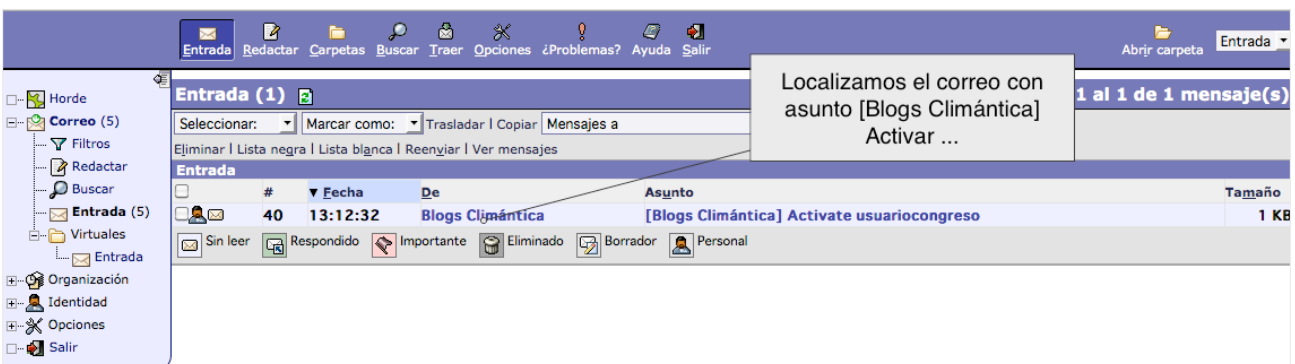 Entrada Redactar Carpetas Buscar Traer Opciones ¿Problemas? Ayuda Salir
Abrir carpeta Entrada
Horde
Correo (5)
Filtros
Redactar
Buscar
Entrada (5)
Virtuales
Entrada
Organización
Identidad
Opciones
Salir
Entrada (1)
1 al 1 de 1 mensaje(s)
Localizamos el correo con
asunto [Blogs Climántica]
Activar ...
Seleccionar: Marcar como: Trasladar | Copiar Mensajes a
Eliminar | Lista negra | Lista blanca | Reenviar | Ver mensajes
Entrada
# Fecha De Asunto Tamaño
40 13:12:32 Blogs Climántica [Blogs Climántica] Activate usuariocongreso 1 KB
Sin leer Respondido Importante Eliminado Borrador Personal